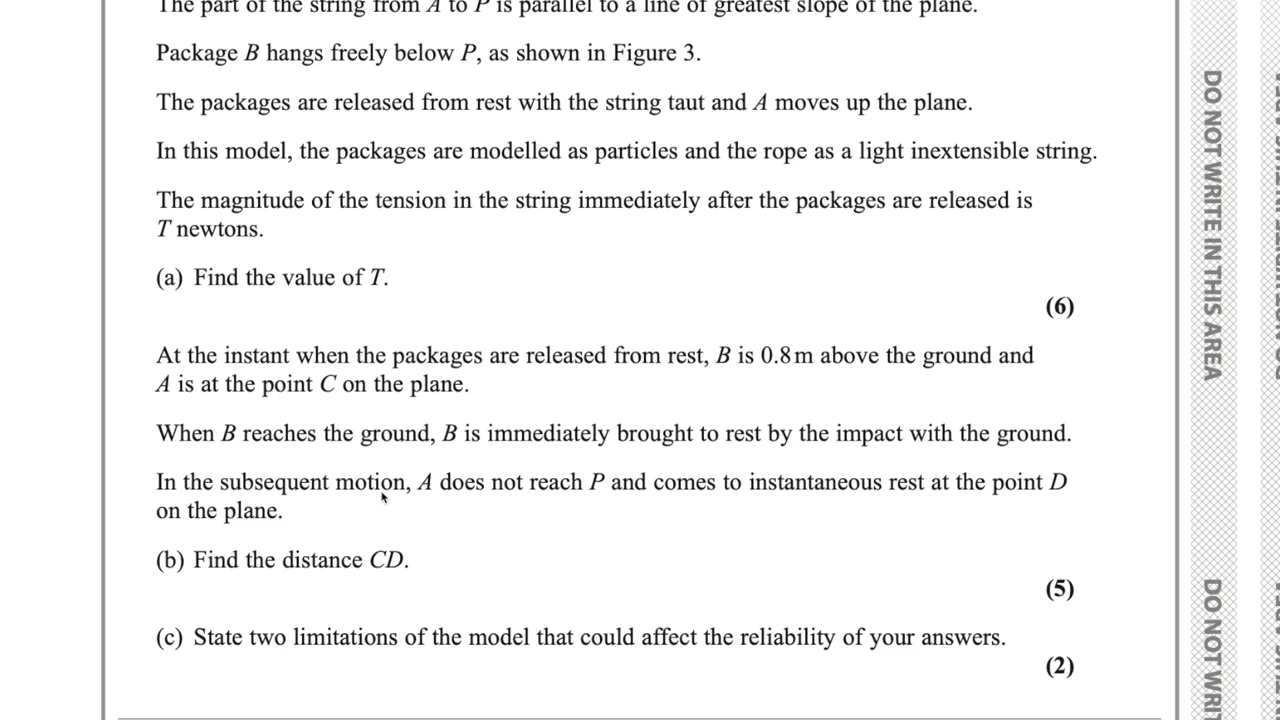 The part of the string from A to P is parallel to a line of greatest slope of the plane.
Package B hangs freely below P, as shown in Figure 3.
The packages are released from rest with the string taut and A moves up the plane.
In this model, the packages are modelled as particles and the rope as a light inextensible string.
The magnitude of the tension in the string immediately after the packages are released is
T newtons.
(a) Find the value of T.
(6)
At the instant when the packages are released from rest, B is 0.8 m above the ground and
A is at the point C on the plane.
When B reaches the ground, B is immediately brought to rest by the impact with the ground.
In the subsequent motion, A does not reach P and comes to instantaneous rest at the point D
on the plane.
(b) Find the distance CD.
(5)
(c) State two limitations of the model that could affect the reliability of your answers.
(2)
DO NOT WRITE IN THIS AREA
DO NOT WRI